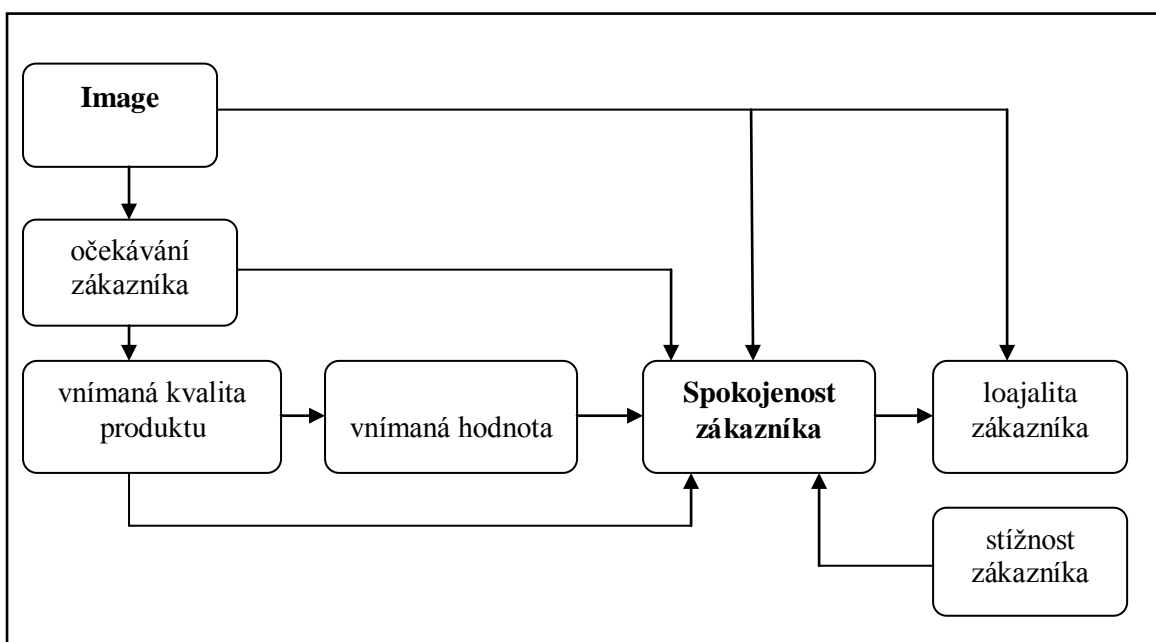 Image
očekávání
zákazníka
vnímaná kvalita
produktu
vnímaná hodnota
Spokojenost
zákazníka
loajalita
zákazníka
stížnost
zákazníka